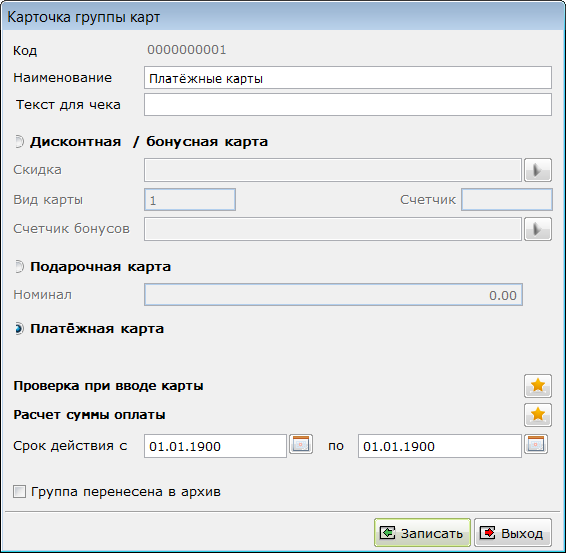 Карточка группы карт
Код 0000000001
Наименование Платёжные карты
Текст для чека
Дисконтная / бонусная карта
Скидка
Вид карты 1 Счетчик
Счетчик бонусов
Подарочная карта
Номинал 0.00
Платёжная карта
Проверка при вводе карты
Расчет суммы оплаты
Срок действия с 01.01.1900 по 01.01.1900
Группа перенесена в архив
Записать Выход